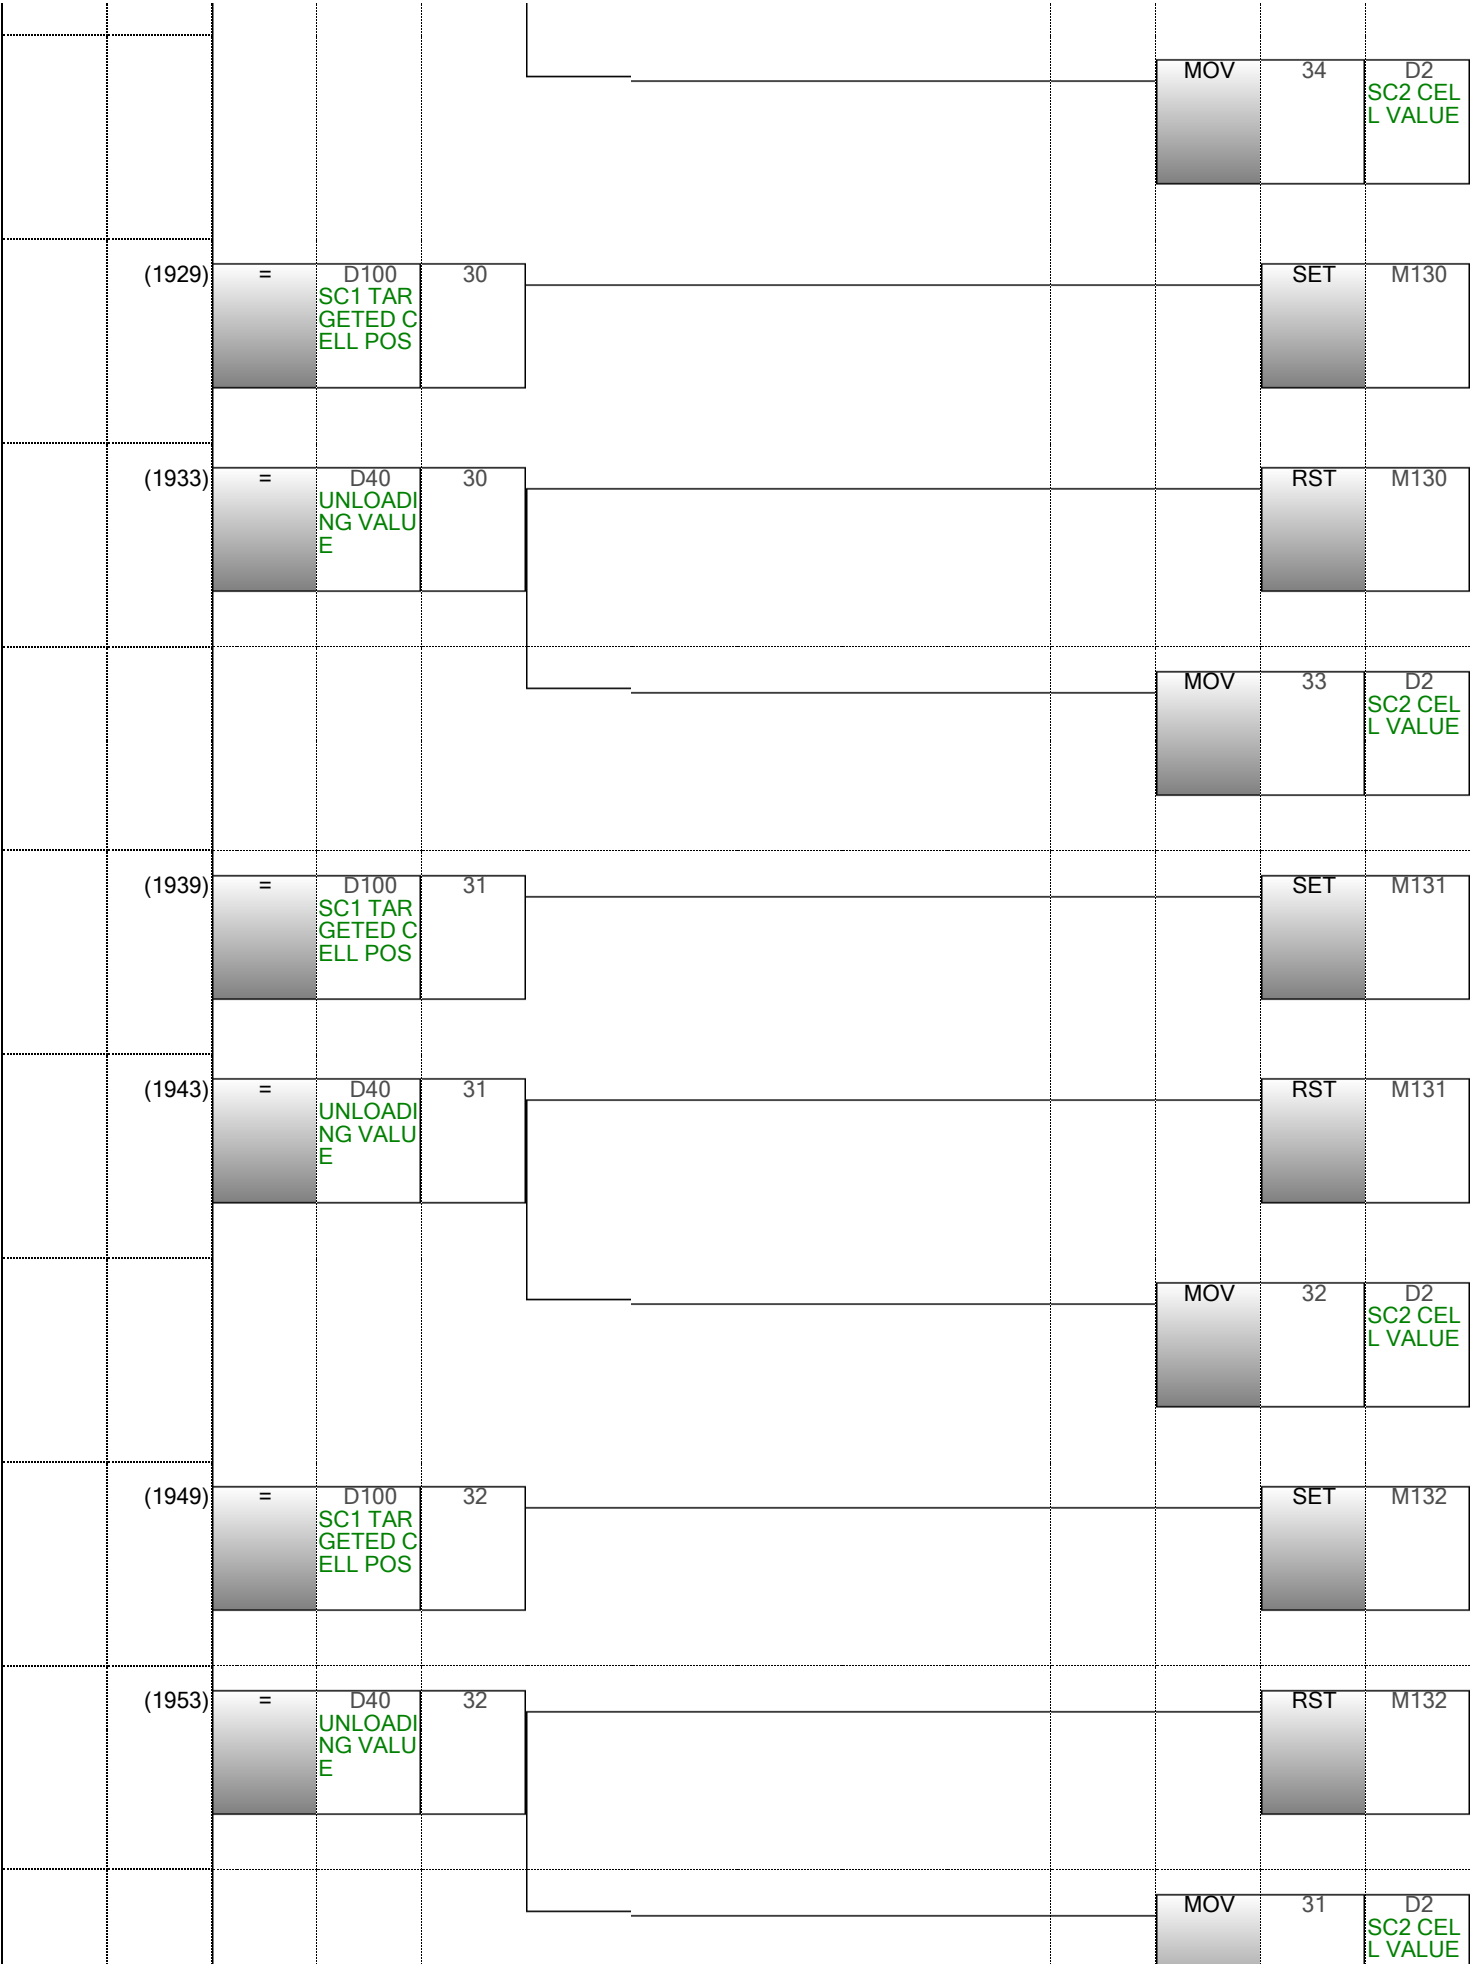 MOV 34 D2
SC2 CEL
L VALUE
(1929) = D100 30 SET M130
SC1 TAR
GETED C
ELL POS
(1933) = D40 30 RST M130
UNLOADI
NG VALU
E
MOV 33 D2
SC2 CEL
L VALUE
(1939) = D100 31 SET M131
SC1 TAR
GETED C
ELL POS
(1943) = D40 31 RST M131
UNLOADI
NG VALU
E
MOV 32 D2
SC2 CEL
L VALUE
(1949) = D100 32 SET M132
SC1 TAR
GETED C
ELL POS
(1953) = D40 32 RST M132
UNLOADI
NG VALU
E
MOV 31 D2
SC2 CEL
L VALUE